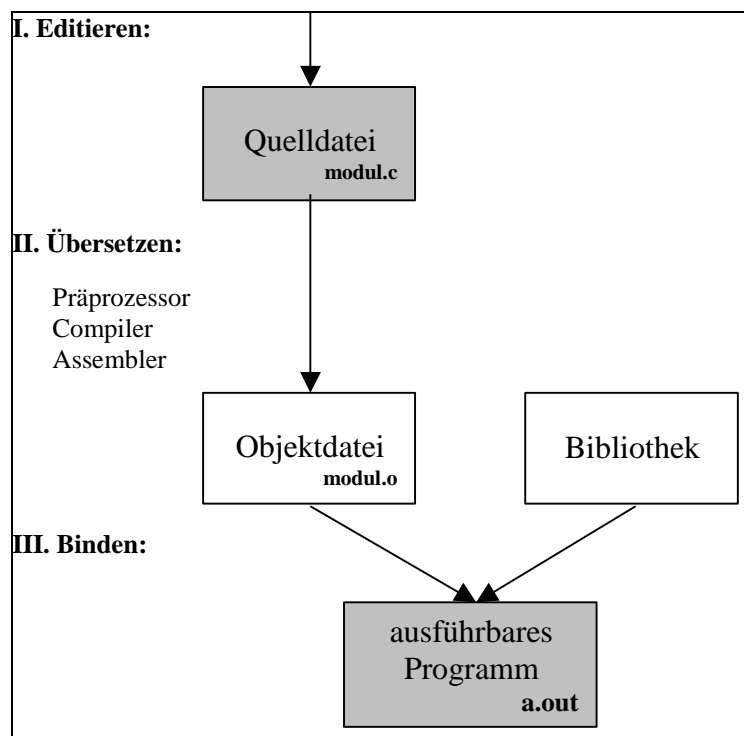 I. Editieren:
Quelldatei
modul.c
II. Übersetzen:
Präprozessor
Compiler
Assembler
Objektdatei
modul.o
Bibliothek
III. Binden:
ausführbares
Programm
a.out